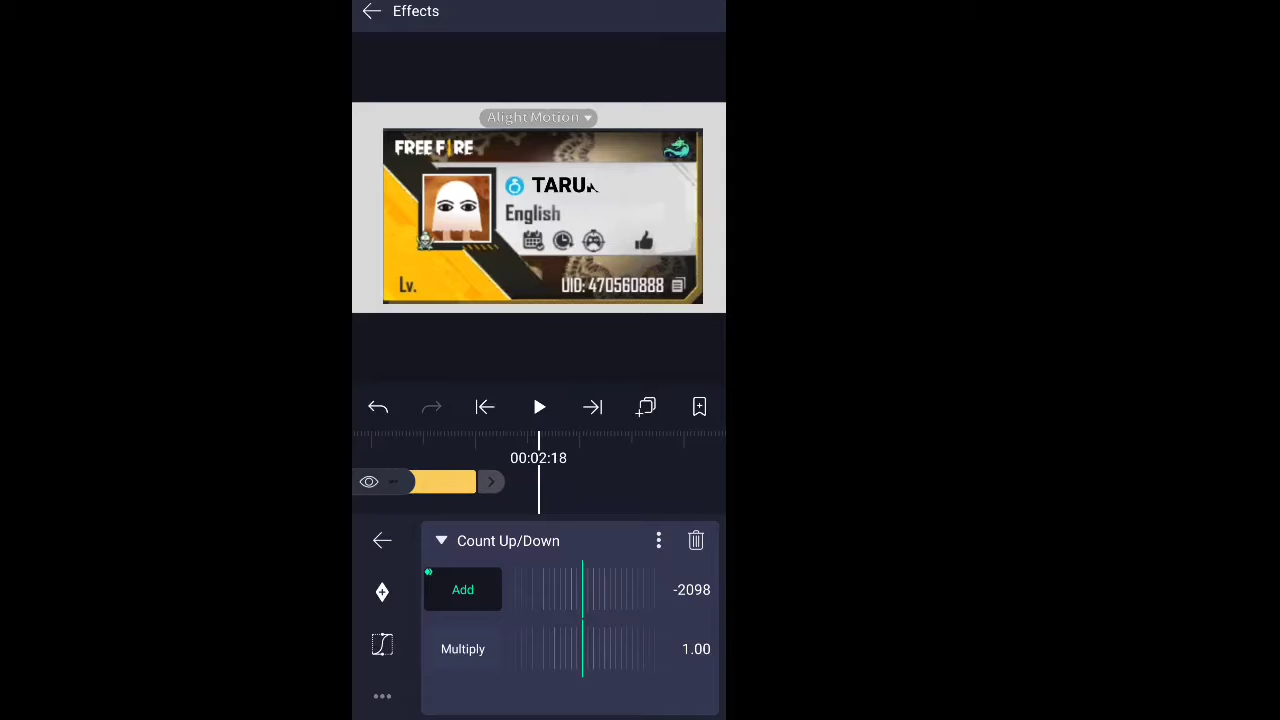 Effects
Alight Motion
FREE FIRE
TARU
English
Lv.
UID: 470560888
00:02:18
Count Up/Down
Add
-2098
Multiply
1.00